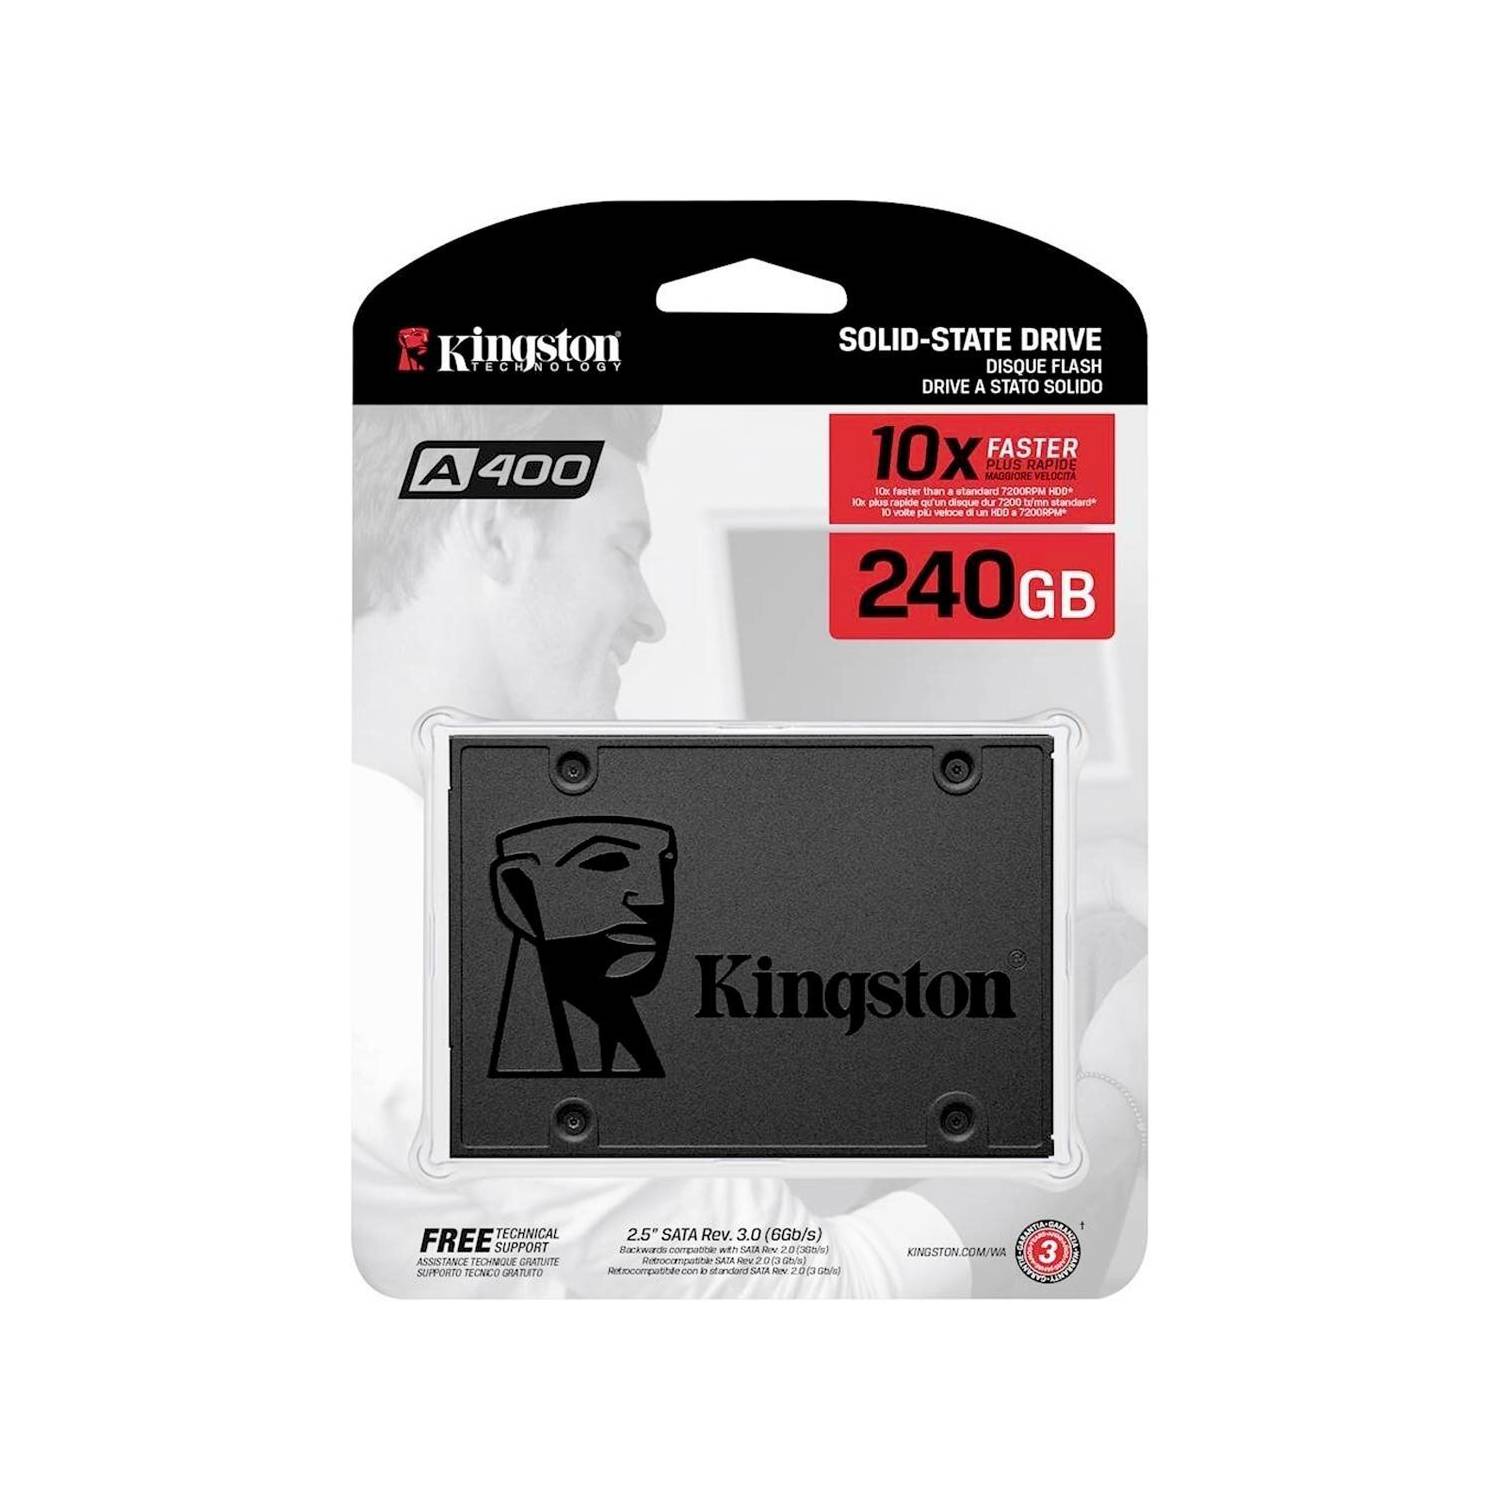 Kingston®
TECHNOLOGY
SOLID-STATE DRIVE
DISQUE FLASH
DRIVE A STATO SOLIDO
A400
10x FASTER
PLUS RAPIDE
MAGGIORE VELOCITÀ
10x faster than a standard 7200RPM HDD*
10x plus rapide qu'un disque dur 7200 tr/mn standard*
10 volte più veloce di un HDD a 7200RPM*
240GB
Kingston®
FREE TECHNICAL SUPPORT
ASSISTANCE TECHNIQUE GRATUITE
SUPPORTO TECNICO GRATUITO
2.5" SATA Rev. 3.0 (6Gb/s)
Backwards compatible with SATA Rev. 2.0 (3Gb/s)
Retrocompatible SATA Rev. 2.0 (3 Gb/s)
Retrocompatibile con lo standard SATA Rev. 2.0 (3 Gb/s)
KINGSTON.COM/WA
3
†